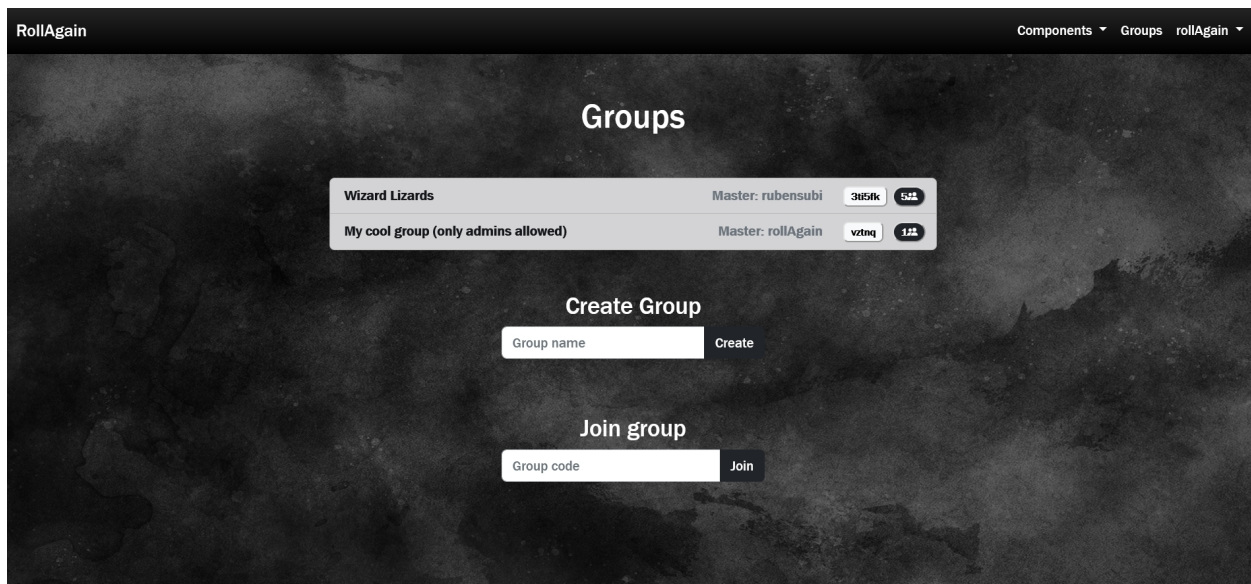 RollAgain Components Groups rollAgain
Groups
Wizard Lizards Master: rubensubi 3ti5fk 5
My cool group (only admins allowed) Master: rollAgain vztnq 1
Create Group
Group name Create
Join group
Group code Join